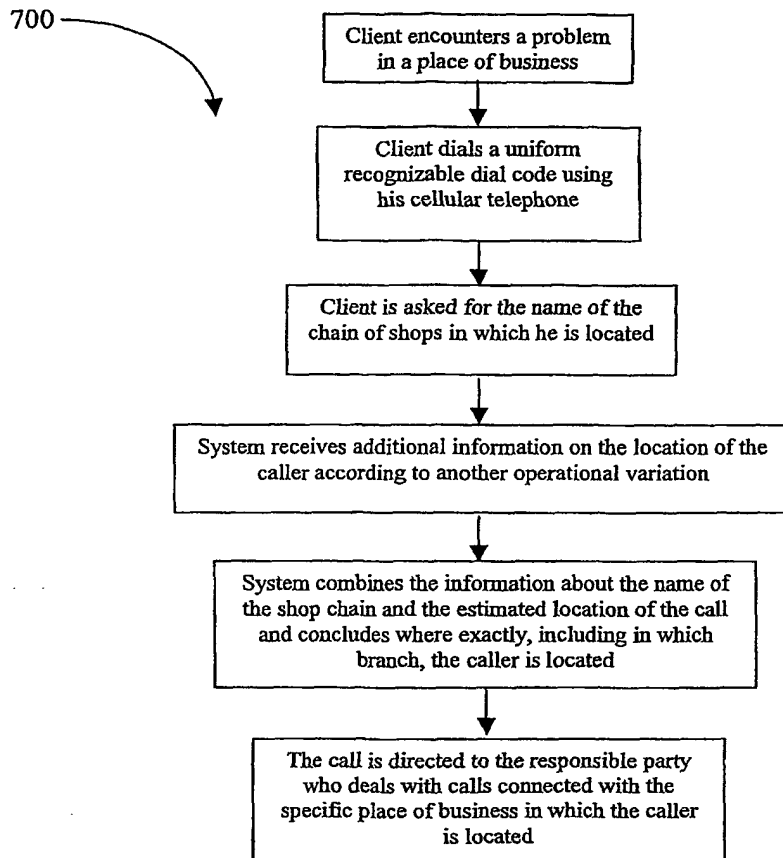 700
Client encounters a problem
in a place of business
Client dials a uniform
recognizable dial code using
his cellular telephone
Client is asked for the name of the
chain of shops in which he is located
System receives additional information on the location of the
caller according to another operational variation
System combines the information about the name of
the shop chain and the estimated location of the call
and concludes where exactly, including in which
branch, the caller is located
The call is directed to the responsible party
who deals with calls connected with the
specific place of business in which the caller
is located